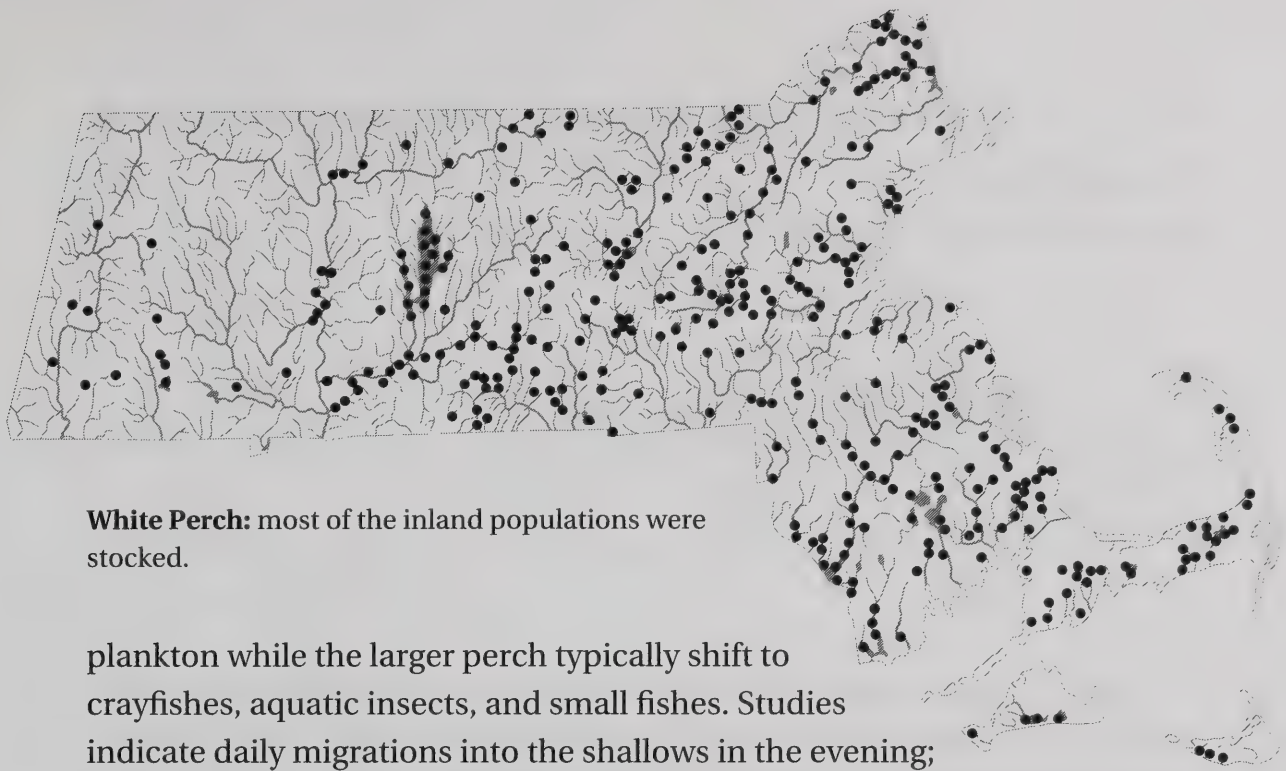 White Perch: most of the inland populations were
stocked.
plankton while the larger perch typically shift to
crayfishes, aquatic insects, and small fishes. Studies
indicate daily migrations into the shallows in the evening;